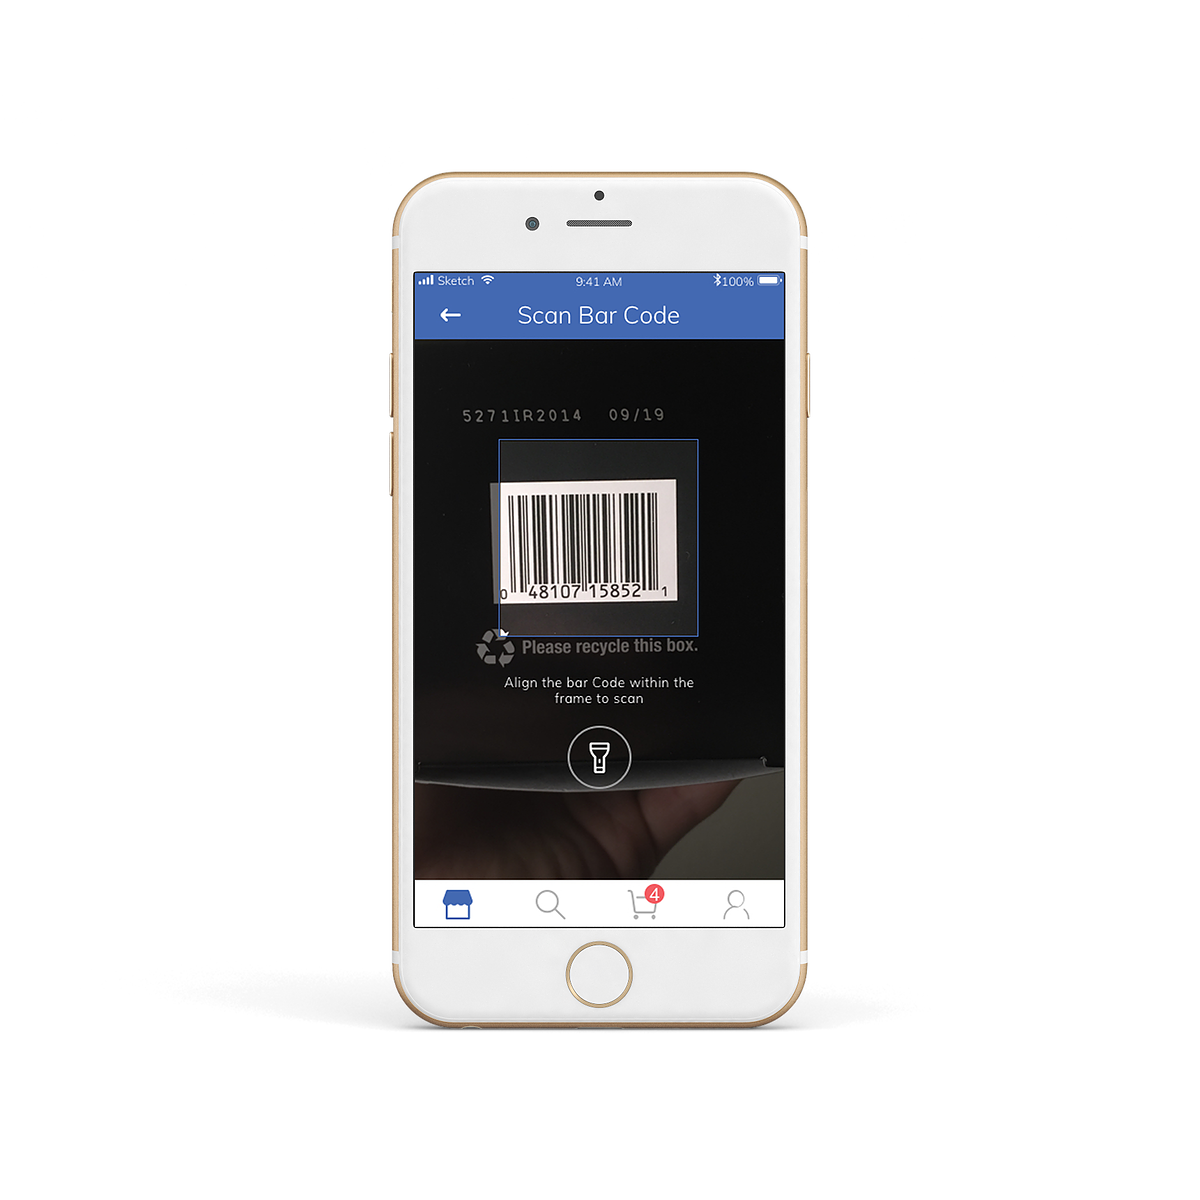 Sketch 9:41 AM 100%
Scan Bar Code
5271IR2014 09/19
0 48107 15852 1
Please recycle this box.
Align the bar Code within the
frame to scan
4